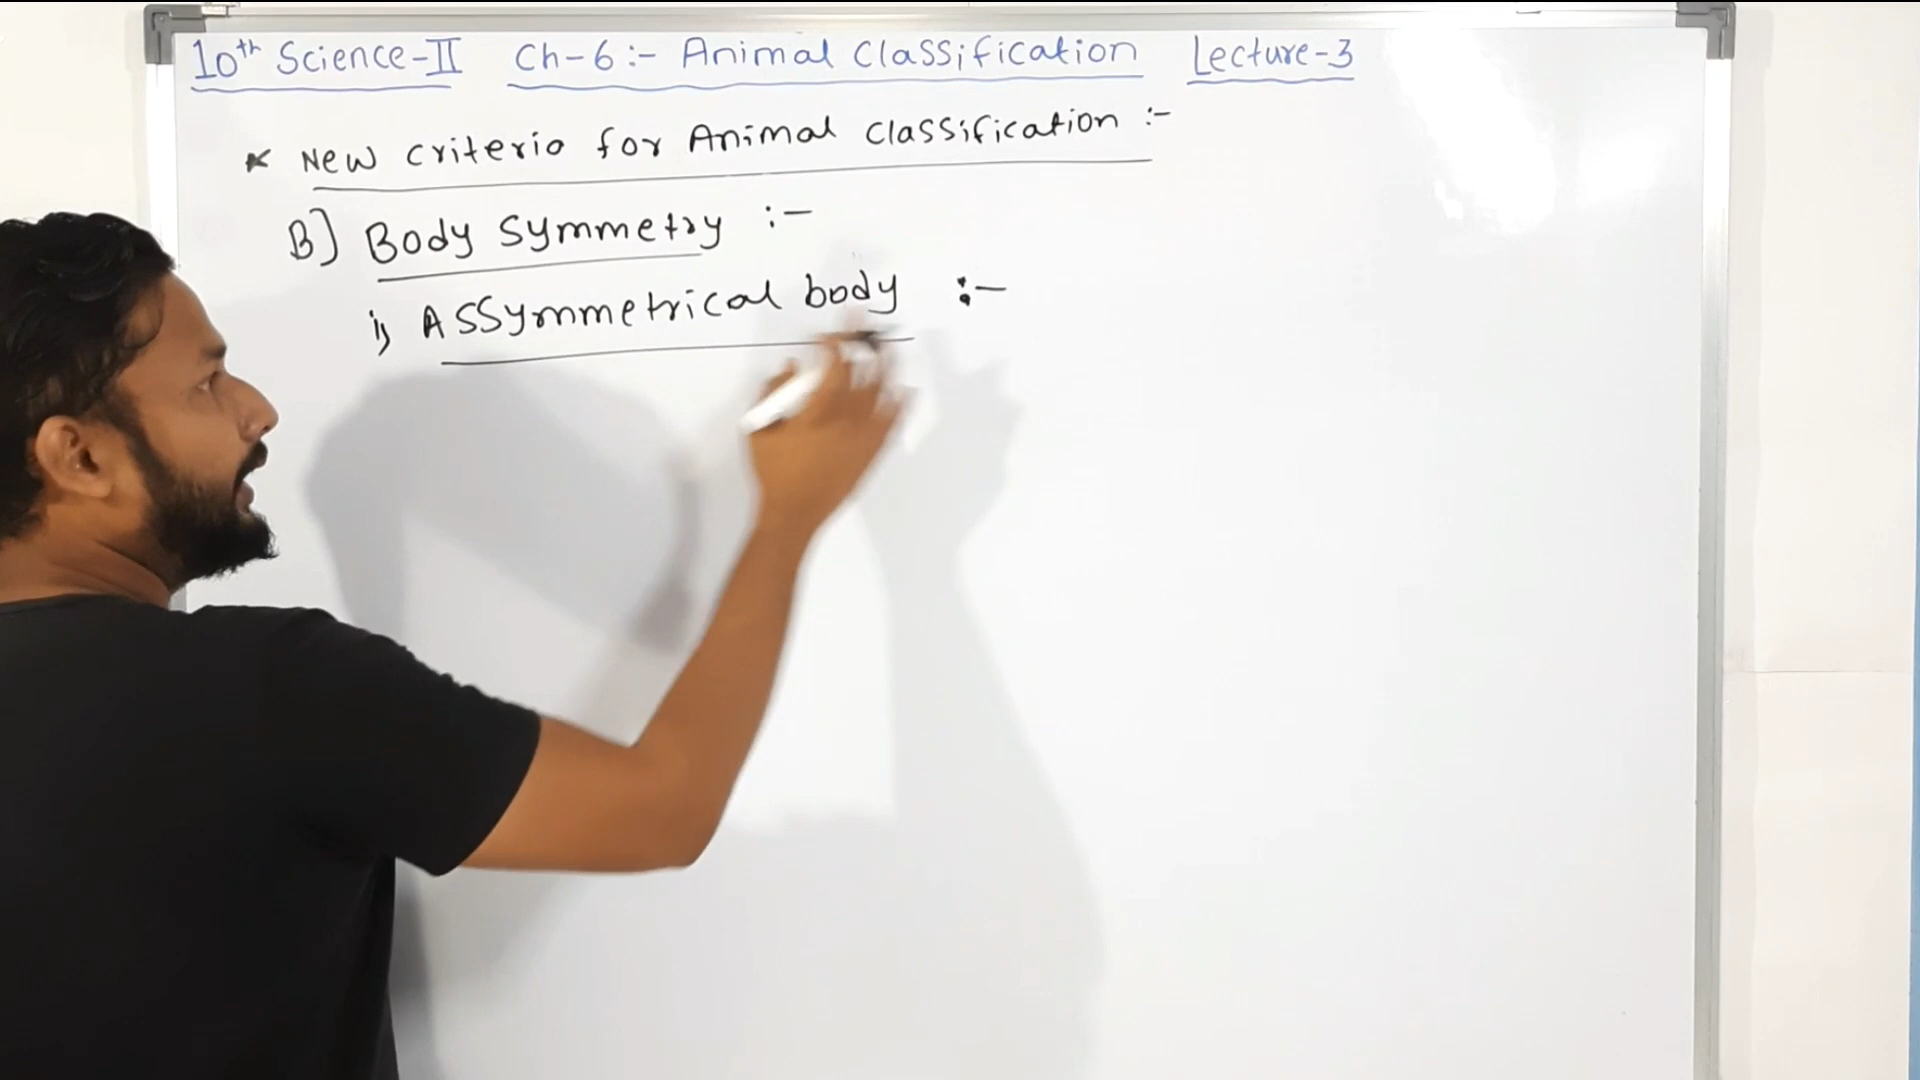 10th Science-II Ch-6:- Animal Classification Lecture-3
* New criteria for Animal classification :-
B] Body Symmetry :-
i) ASSymmetrical body :-